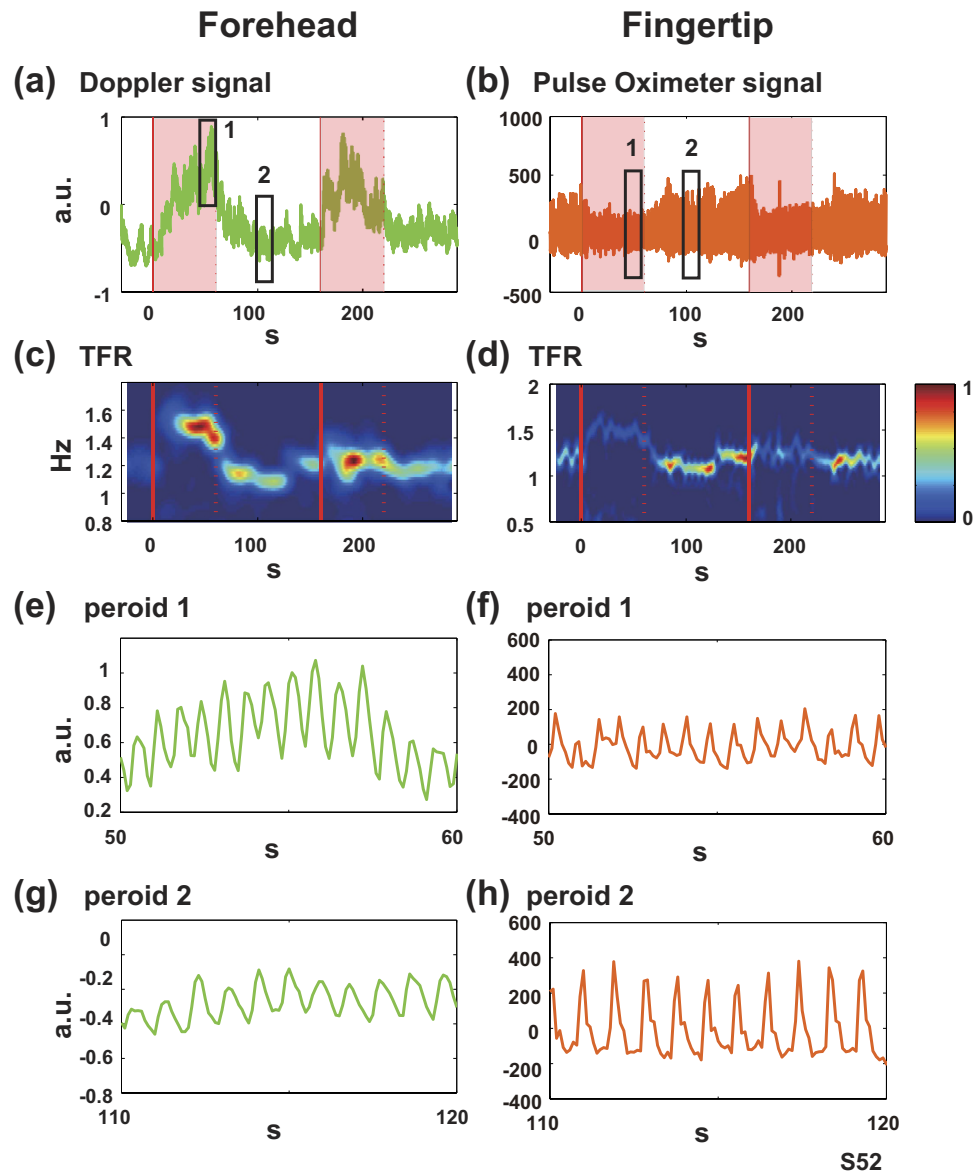 Forehead
Fingertip
(a) Doppler signal
(b) Pulse Oximeter signal
1
0
-1
a.u.
1
2
0
100
200
s
1000
500
0
-500
1
2
0
100
200
s
(c) TFR
(d) TFR
1.6
1.4
1.2
1
0.8
Hz
0
100
200
s
2
1.5
1
0.5
0
100
200
s
1
0
(e) peroid 1
(f) peroid 1
1
0.8
0.6
0.4
0.2
a.u.
50
60
s
600
400
200
0
-200
-400
50
60
s
(g) peroid 2
(h) peroid 2
0
-0.2
-0.4
-0.6
-0.8
a.u.
110
120
s
600
400
200
0
-200
-400
110
120
s
S52